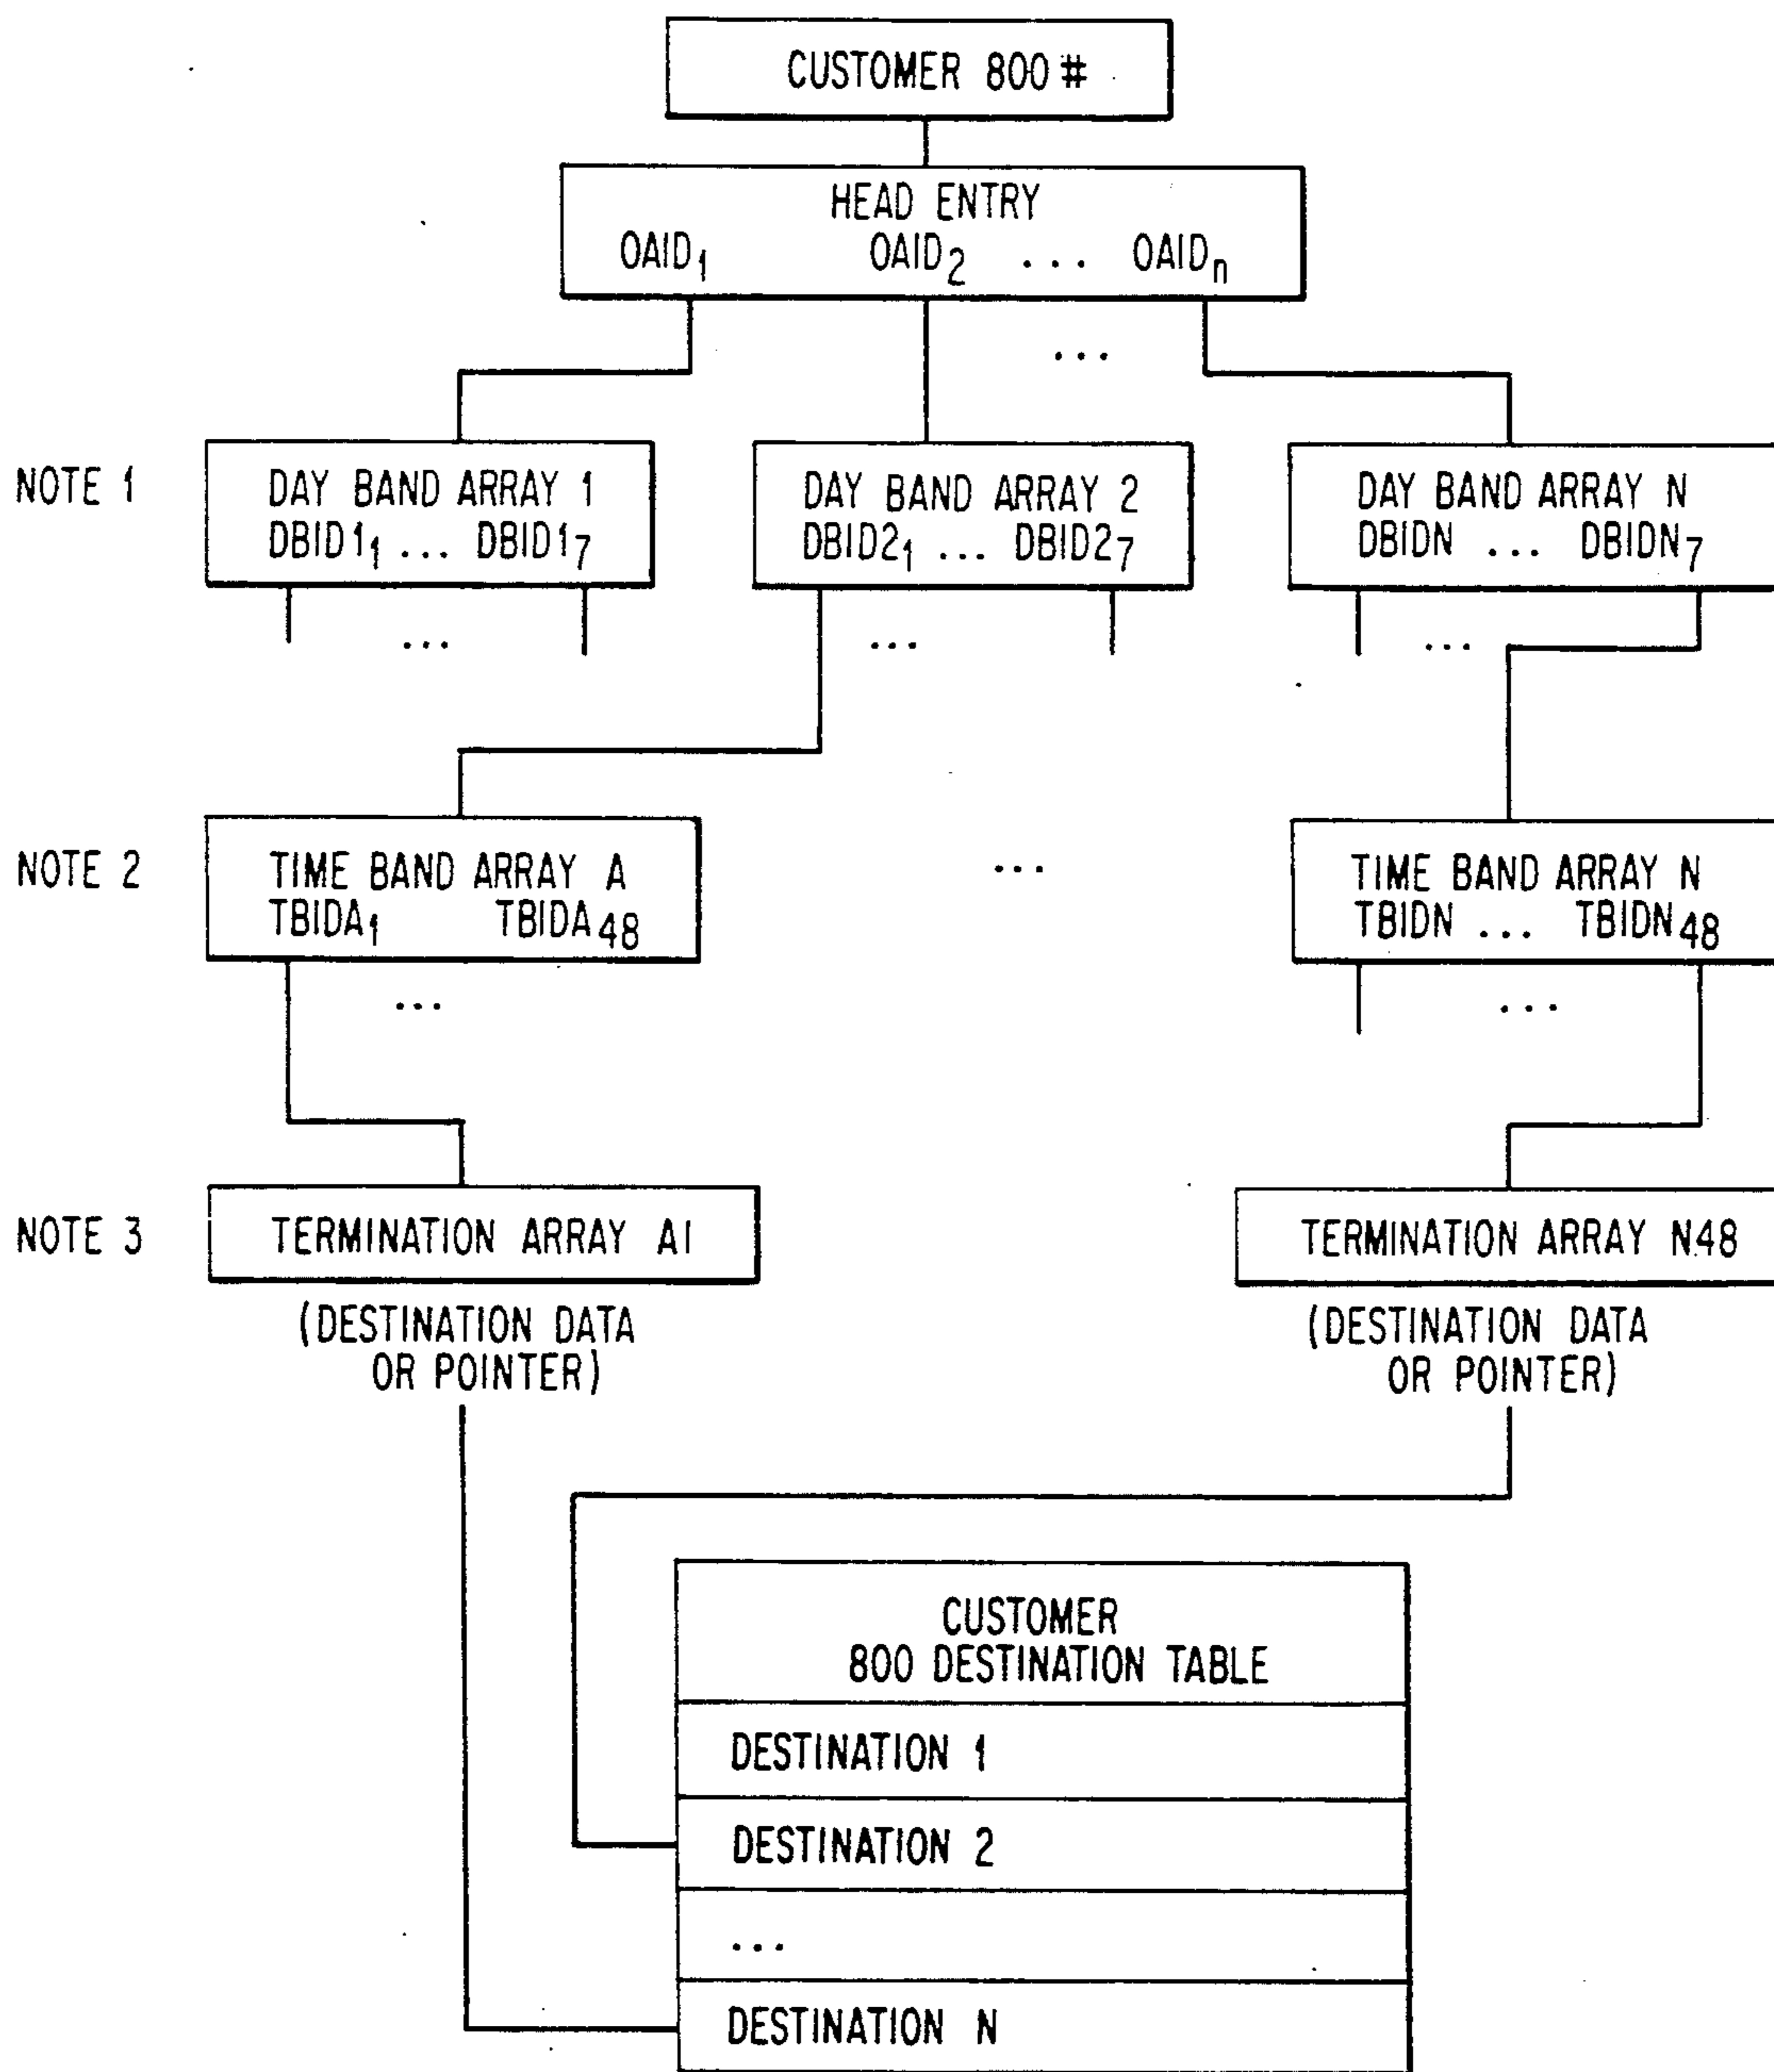 CUSTOMER 800 #
HEAD ENTRY
OAID₁ OAID₂ ... OAIDₙ
...
NOTE 1
DAY BAND ARRAY 1
DBID1₁ ... DBID1₇
DAY BAND ARRAY 2
DBID2₁ ... DBID2₇
DAY BAND ARRAY N
DBIDN ... DBIDN₇
... ... ...
NOTE 2
TIME BAND ARRAY A
TBIDA₁ TBIDA₄₈
...
TIME BAND ARRAY N
TBIDN ... TBIDN₄₈
... ...
NOTE 3
TERMINATION ARRAY A1
(DESTINATION DATA
OR POINTER)
TERMINATION ARRAY N48
(DESTINATION DATA
OR POINTER)
CUSTOMER
800 DESTINATION TABLE
DESTINATION 1
DESTINATION 2
...
DESTINATION N